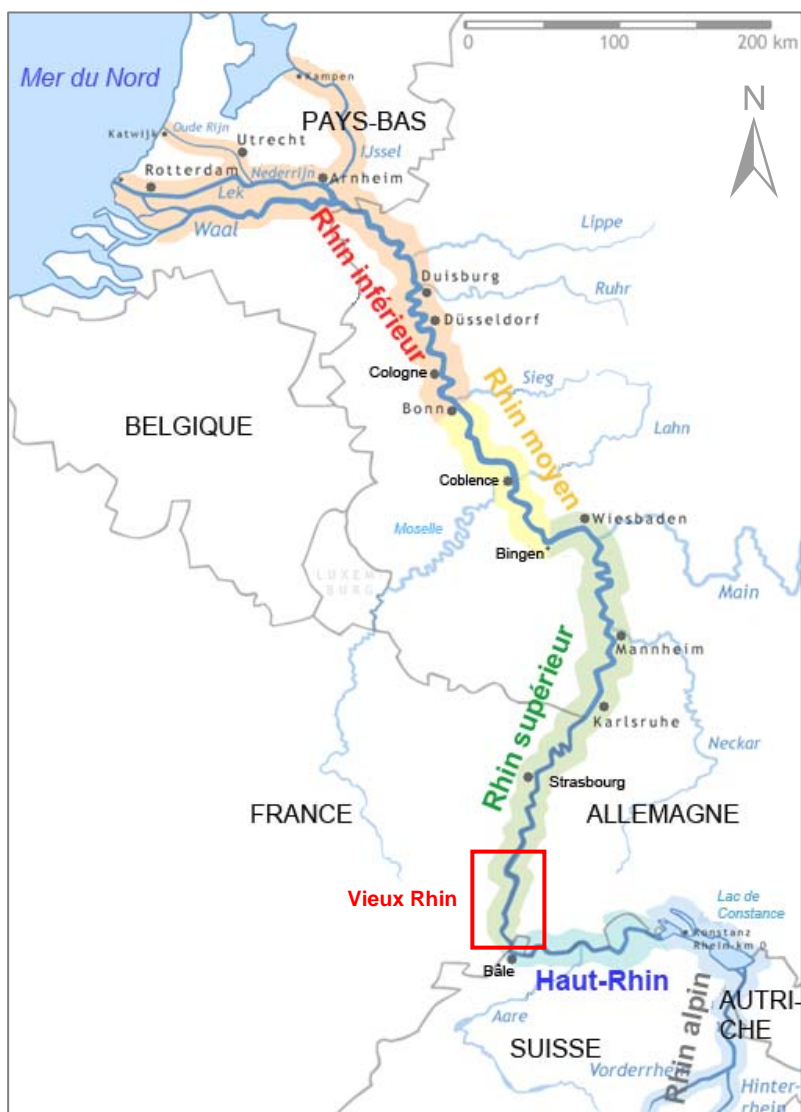 0 100 200 km
Mer du Nord
N
Kampen
PAYS-BAS
Katwijk
Oude Rijn
Utrecht
IJssel
Rotterdam
Nederrijn
Arnheim
Lek
Waal
Rhin inférieur
Lippe
Duisburg
Ruhr
Düsseldorf
Cologne
Sieg
Rhin moyen
Bonn
BELGIQUE
Lahn
Coblence
Moselle
Wiesbaden
Bingen
Main
LUXEM-
BURG
Mannheim
Rhin supérieur
Karlsruhe
Neckar
Strasbourg
FRANCE
ALLEMAGNE
Vieux Rhin
Lac de
Constance
Konstanz
Rhein-km 0
Bâle
Haut-Rhin
Rhin alpin
AUTRI-
CHE
Aare
SUISSE
Vorderrhein
Hinter-
rhein